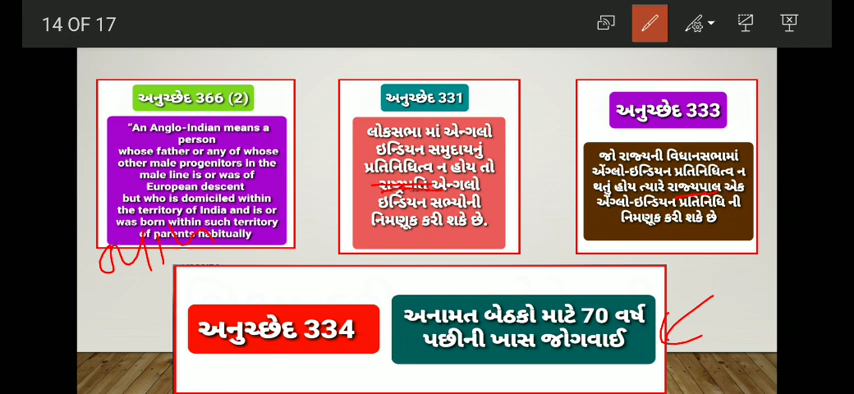 14 OF 17
અનુચ્છેદ 366 (2)
“An Anglo-Indian means a
person
whose father or any of whose
other male progenitors in the
male line is or was of
European descent
but who is domiciled within
the territory of India and is or
was born within such territory
of parents habitually
અનુચ્છેદ 331
લોકસભા માં એન્ગલો
ઇન્ડિયન સમુદાયનું
પ્રતિનિધિત્વ ન હોય તો
રાષ્ટ્રપતિ એન્ગલો
ઇન્ડિયન સભ્યોની
નિમણૂક કરી શકે છે.
અનુચ્છેદ 333
જો રાજ્યની વિધાનસભામાં
ઍંગ્લો-ઇન્ડિયન પ્રતિનિધિત્વ ન
થતું હોય ત્યારે રાજ્યપાલ એક
ઍંગ્લો-ઇન્ડિયન પ્રતિનિધિ ની
નિમણૂક કરી શકે છે
અનુચ્છેદ 334
અનામત બેઠકો માટે 70 વર્ષ
પછીની ખાસ જોગવાઈ